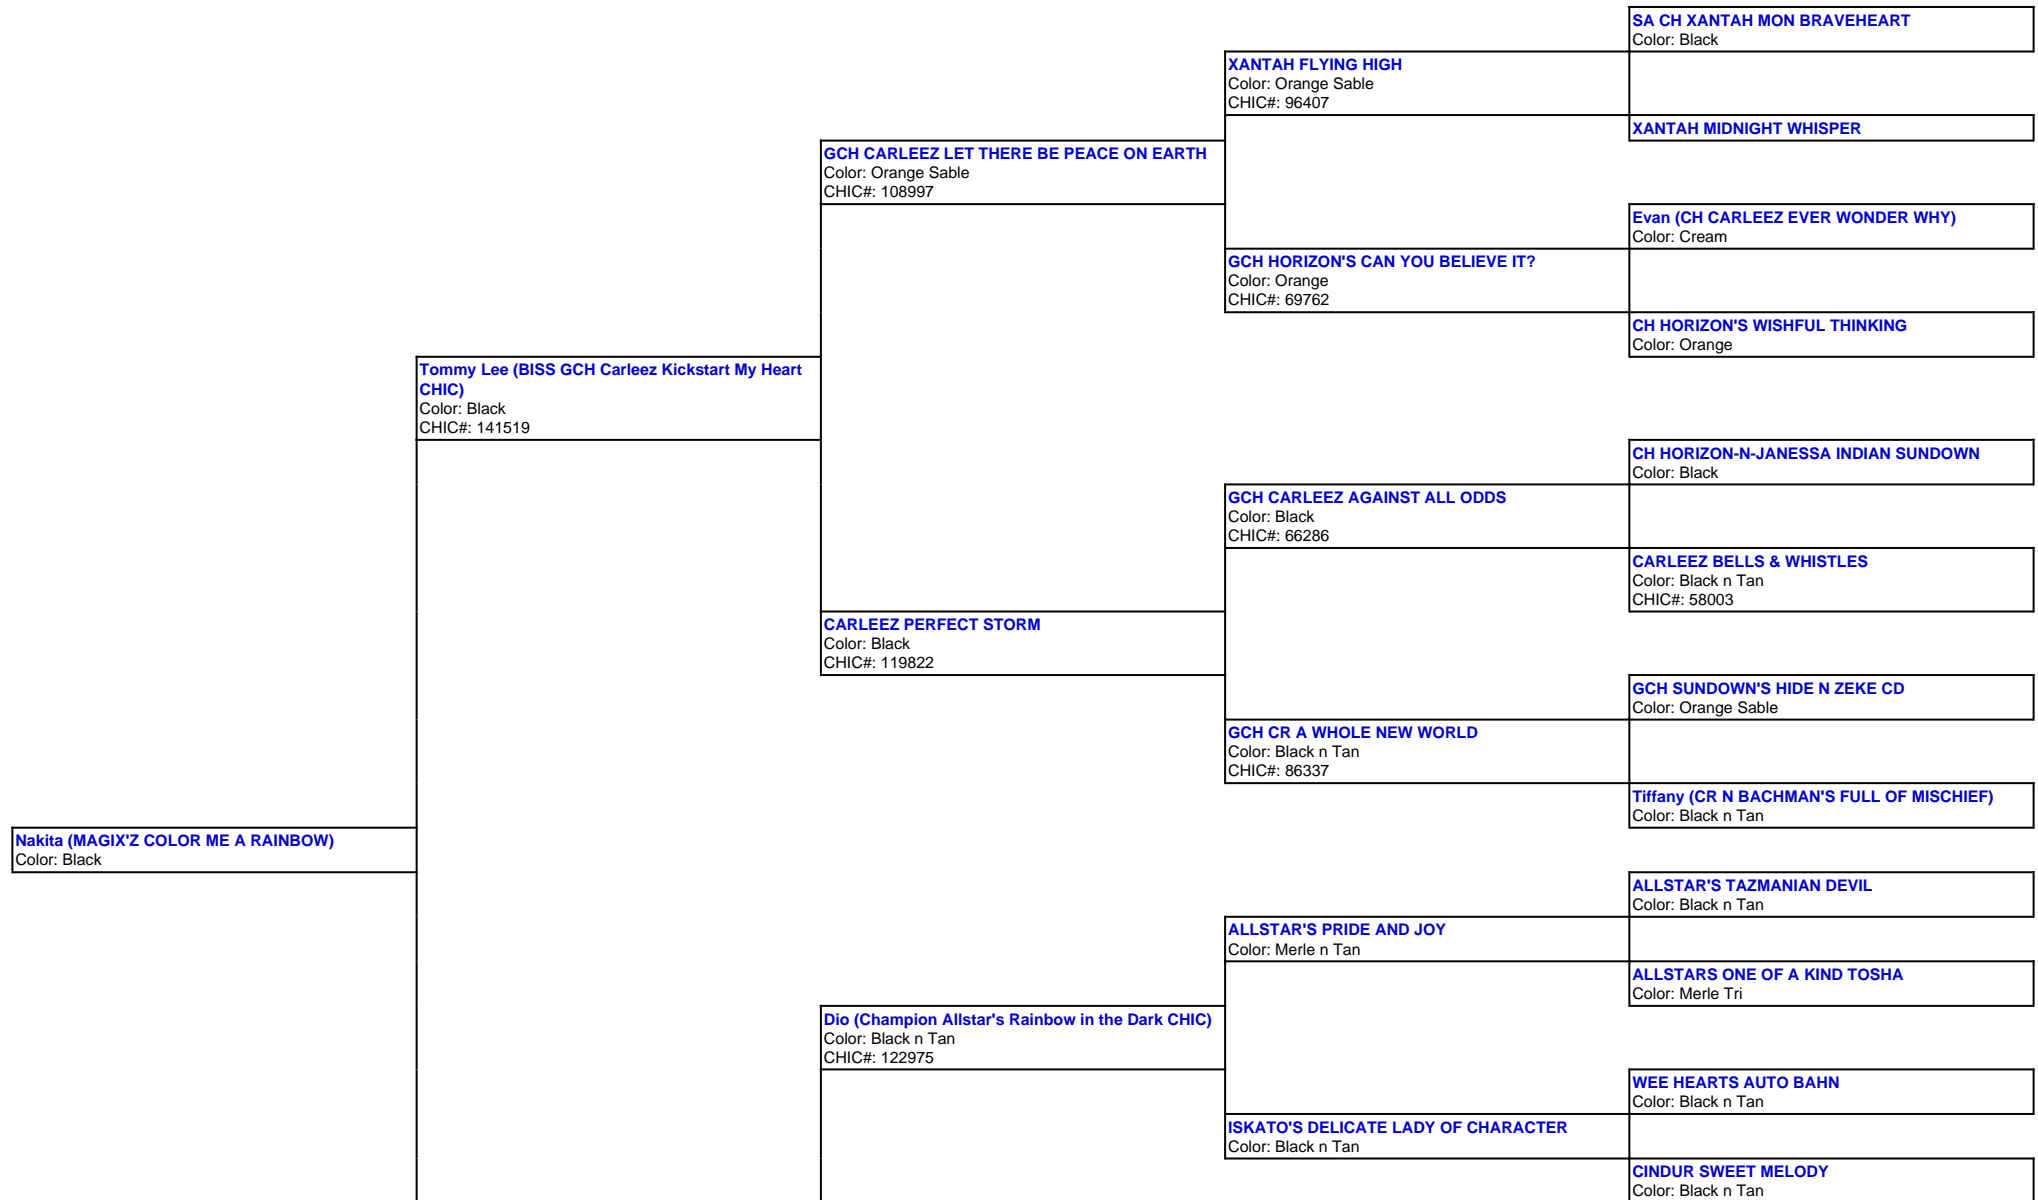 SA CH XANTAH MON BRAVEHEART
Color: Black
XANTAH FLYING HIGH
Color: Orange Sable
CHIC#: 96407
XANTAH MIDNIGHT WHISPER
GCH CARLEEZ LET THERE BE PEACE ON EARTH
Color: Orange Sable
CHIC#: 108997
Evan (CH CARLEEZ EVER WONDER WHY)
Color: Cream
GCH HORIZON'S CAN YOU BELIEVE IT?
Color: Orange
CHIC#: 69762
CH HORIZON'S WISHFUL THINKING
Color: Orange
Tommy Lee (BISS GCH Carleez Kickstart My Heart
CHIC)
Color: Black
CHIC#: 141519
CH HORIZON-N-JANESSA INDIAN SUNDOWN
Color: Black
GCH CARLEEZ AGAINST ALL ODDS
Color: Black
CHIC#: 66286
CARLEEZ BELLS & WHISTLES
Color: Black n Tan
CHIC#: 58003
CARLEEZ PERFECT STORM
Color: Black
CHIC#: 119822
GCH SUNDOWN'S HIDE N ZEKE CD
Color: Orange Sable
GCH CR A WHOLE NEW WORLD
Color: Black n Tan
CHIC#: 86337
Tiffany (CR N BACHMAN'S FULL OF MISCHIEF)
Color: Black n Tan
Nakita (MAGIX'Z COLOR ME A RAINBOW)
Color: Black
ALLSTAR'S TAZMANIAN DEVIL
Color: Black n Tan
ALLSTAR'S PRIDE AND JOY
Color: Merle n Tan
ALLSTARS ONE OF A KIND TOSHA
Color: Merle Tri
Dio (Champion Allstar's Rainbow in the Dark CHIC)
Color: Black n Tan
CHIC#: 122975
WEE HEARTS AUTO BAHN
Color: Black n Tan
ISKATO'S DELICATE LADY OF CHARACTER
Color: Black n Tan
CINDUR SWEET MELODY
Color: Black n Tan